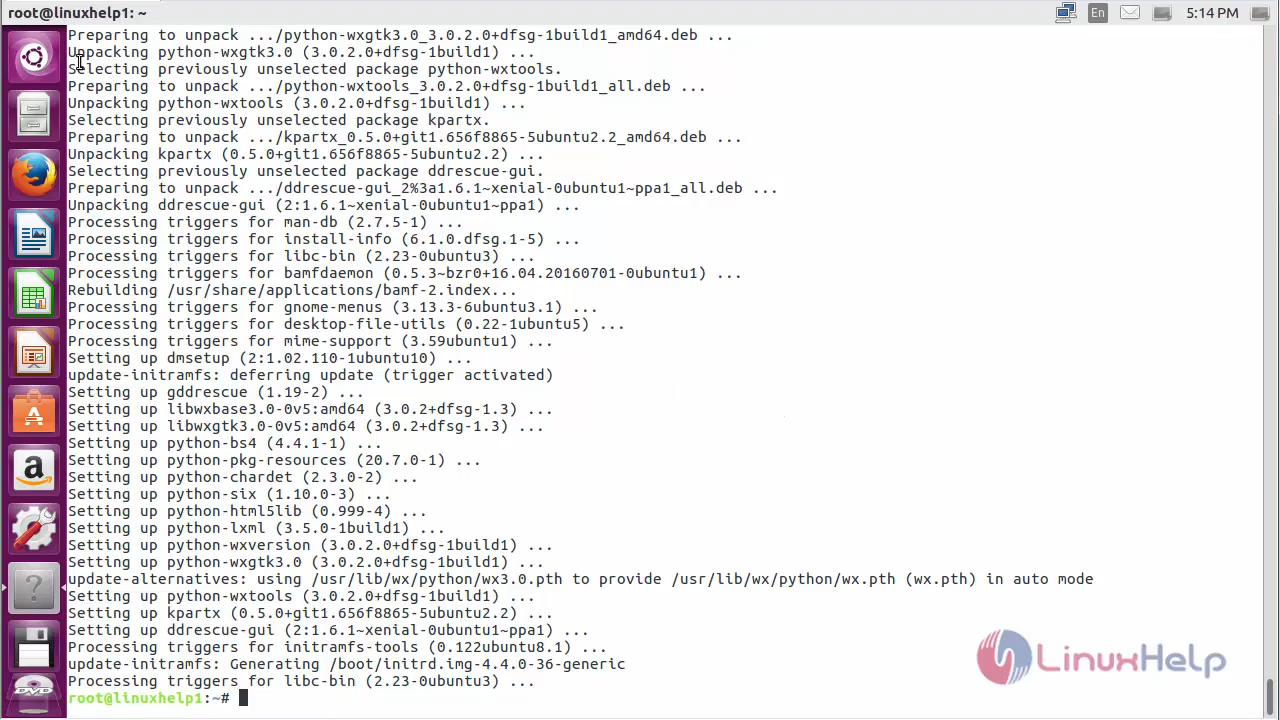 root@linuxhelp1: ~
En
5:14 PM
Preparing to unpack .../python-wxgtk3.0_3.0.2.0+dfsg-1build1_amd64.deb ...
Unpacking python-wxgtk3.0 (3.0.2.0+dfsg-1build1) ...
Selecting previously unselected package python-wxtools.
Preparing to unpack .../python-wxtools_3.0.2.0+dfsg-1build1_all.deb ...
Unpacking python-wxtools (3.0.2.0+dfsg-1build1) ...
Selecting previously unselected package kpartx.
Preparing to unpack .../kpartx_0.5.0+git1.656f8865-5ubuntu2.2_amd64.deb ...
Unpacking kpartx (0.5.0+git1.656f8865-5ubuntu2.2) ...
Selecting previously unselected package ddrescue-gui.
Preparing to unpack .../ddrescue-gui_2%3a1.6.1~xenial-0ubuntu1~ppa1_all.deb ...
Unpacking ddrescue-gui (2:1.6.1~xenial-0ubuntu1~ppa1) ...
Processing triggers for man-db (2.7.5-1) ...
Processing triggers for install-info (6.1.0.dfsg.1-5) ...
Processing triggers for libc-bin (2.23-0ubuntu3) ...
Processing triggers for bamfdaemon (0.5.3~bzr0+16.04.20160701-0ubuntu1) ...
Rebuilding /usr/share/applications/bamf-2.index...
Processing triggers for gnome-menus (3.13.3-6ubuntu3.1) ...
Processing triggers for desktop-file-utils (0.22-1ubuntu5) ...
Processing triggers for mime-support (3.59ubuntu1) ...
Setting up dmsetup (2:1.02.110-1ubuntu10) ...
update-initramfs: deferring update (trigger activated)
Setting up gddrescue (1.19-2) ...
Setting up libwxbase3.0-0v5:amd64 (3.0.2+dfsg-1.3) ...
Setting up libwxgtk3.0-0v5:amd64 (3.0.2+dfsg-1.3) ...
Setting up python-bs4 (4.4.1-1) ...
Setting up python-pkg-resources (20.7.0-1) ...
Setting up python-chardet (2.3.0-2) ...
Setting up python-six (1.10.0-3) ...
Setting up python-html5lib (0.999-4) ...
Setting up python-lxml (3.5.0-1build1) ...
Setting up python-wxversion (3.0.2.0+dfsg-1build1) ...
Setting up python-wxgtk3.0 (3.0.2.0+dfsg-1build1) ...
update-alternatives: using /usr/lib/wx/python/wx3.0.pth to provide /usr/lib/wx/python/wx.pth (wx.pth) in auto mode
Setting up python-wxtools (3.0.2.0+dfsg-1build1) ...
Setting up kpartx (0.5.0+git1.656f8865-5ubuntu2.2) ...
Setting up ddrescue-gui (2:1.6.1~xenial-0ubuntu1~ppa1) ...
Processing triggers for initramfs-tools (0.122ubuntu8.1) ...
update-initramfs: Generating /boot/initrd.img-4.4.0-36-generic
Processing triggers for libc-bin (2.23-0ubuntu3) ...
root@linuxhelp1:~#
LinuxHelp